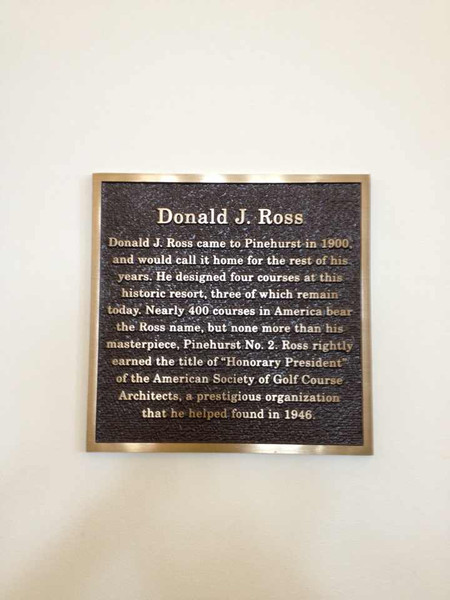 Donald J. Ross
Donald J. Ross came to Pinehurst in 1900,
and would call it home for the rest of his
years. He designed four courses at this
historic resort, three of which remain
today. Nearly 400 courses in America bear
the Ross name, but none more than his
masterpiece, Pinehurst No. 2. Ross rightly
earned the title of “Honorary President”
of the American Society of Golf Course
Architects, a prestigious organization
that he helped found in 1946.